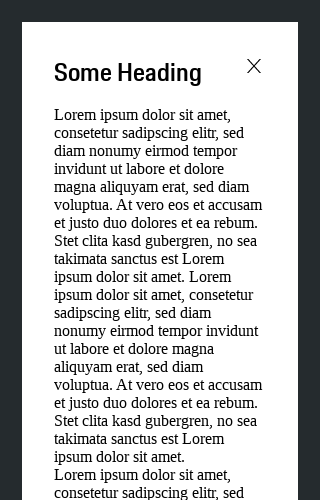 Some Heading
Lorem ipsum dolor sit amet,
consetetur sadipscing elitr, sed
diam nonumy eirmod tempor
invidunt ut labore et dolore
magna aliquyam erat, sed diam
voluptua. At vero eos et accusam
et justo duo dolores et ea rebum.
Stet clita kasd gubergren, no sea
takimata sanctus est Lorem
ipsum dolor sit amet. Lorem
ipsum dolor sit amet, consetetur
sadipscing elitr, sed diam
nonumy eirmod tempor invidunt
ut labore et dolore magna
aliquyam erat, sed diam
voluptua. At vero eos et accusam
et justo duo dolores et ea rebum.
Stet clita kasd gubergren, no sea
takimata sanctus est Lorem
ipsum dolor sit amet.
Lorem ipsum dolor sit amet,
consetetur sadipscing elitr, sed